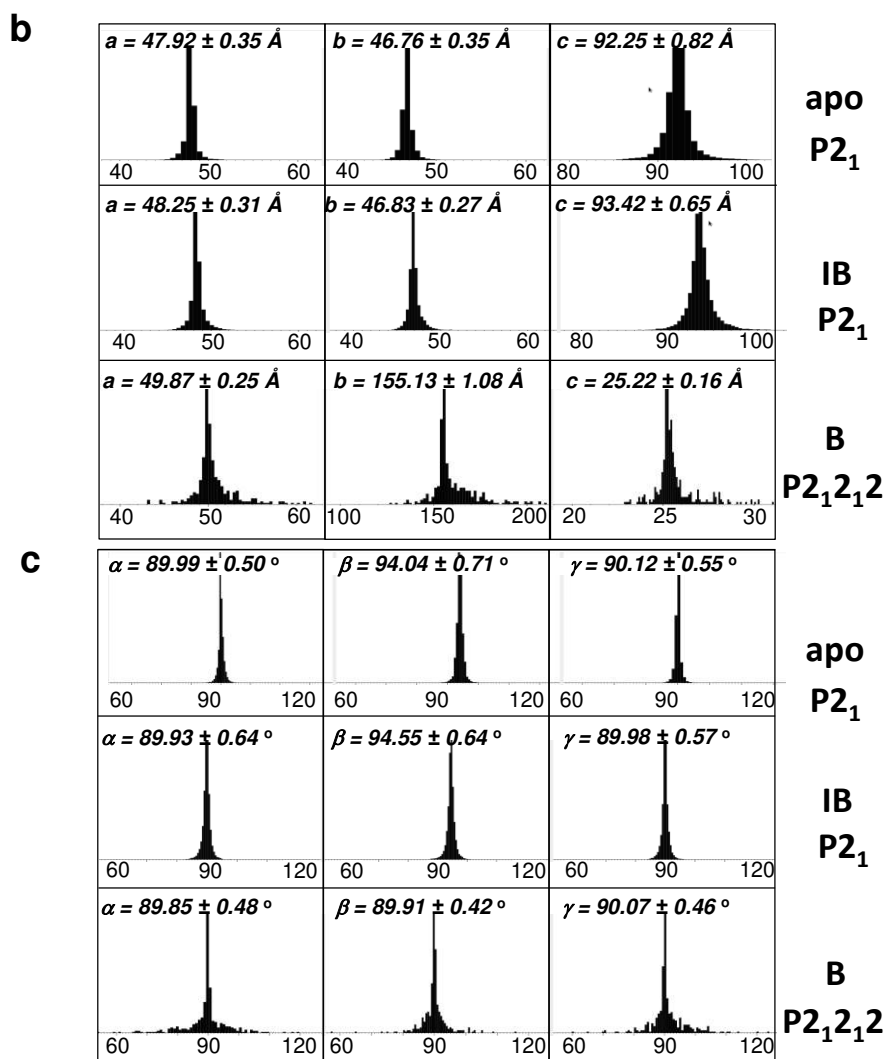 b
a = 47.92 ± 0.35 Å b = 46.76 ± 0.35 Å c = 92.25 ± 0.82 Å
apo
P2₁
40 50 60 40 50 60 80 90 100
a = 48.25 ± 0.31 Å b = 46.83 ± 0.27 Å c = 93.42 ± 0.65 Å
IB
P2₁
40 50 60 40 50 60 80 90 100
a = 49.87 ± 0.25 Å b = 155.13 ± 1.08 Å c = 25.22 ± 0.16 Å
B
P2₁2₁2
40 50 60 100 150 200 20 25 30
c
α = 89.99 ± 0.50 º β = 94.04 ± 0.71 º γ = 90.12 ± 0.55 º
apo
P2₁
60 90 120 60 90 120 60 90 120
α = 89.93 ± 0.64 º β = 94.55 ± 0.64 º γ = 89.98 ± 0.57 º
IB
P2₁
60 90 120 60 90 120 60 90 120
α = 89.85 ± 0.48 º β = 89.91 ± 0.42 º γ = 90.07 ± 0.46 º
B
P2₁2₁2
60 90 120 60 90 120 60 90 120